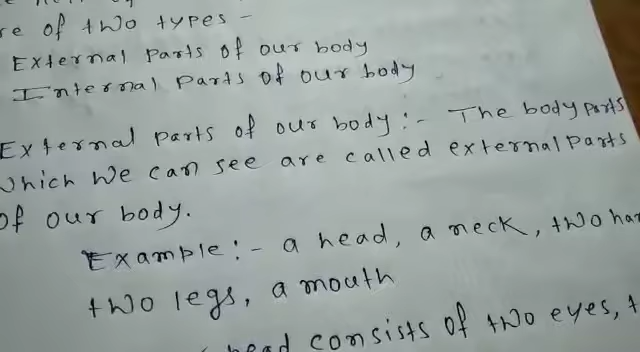 of two types -
External parts of our body
Internal parts of our body
External parts of our body :- The body parts
which we can see are called external parts
of our body.
Example :- a head, a neck, two
two legs, a mouth
head consists of two eyes,